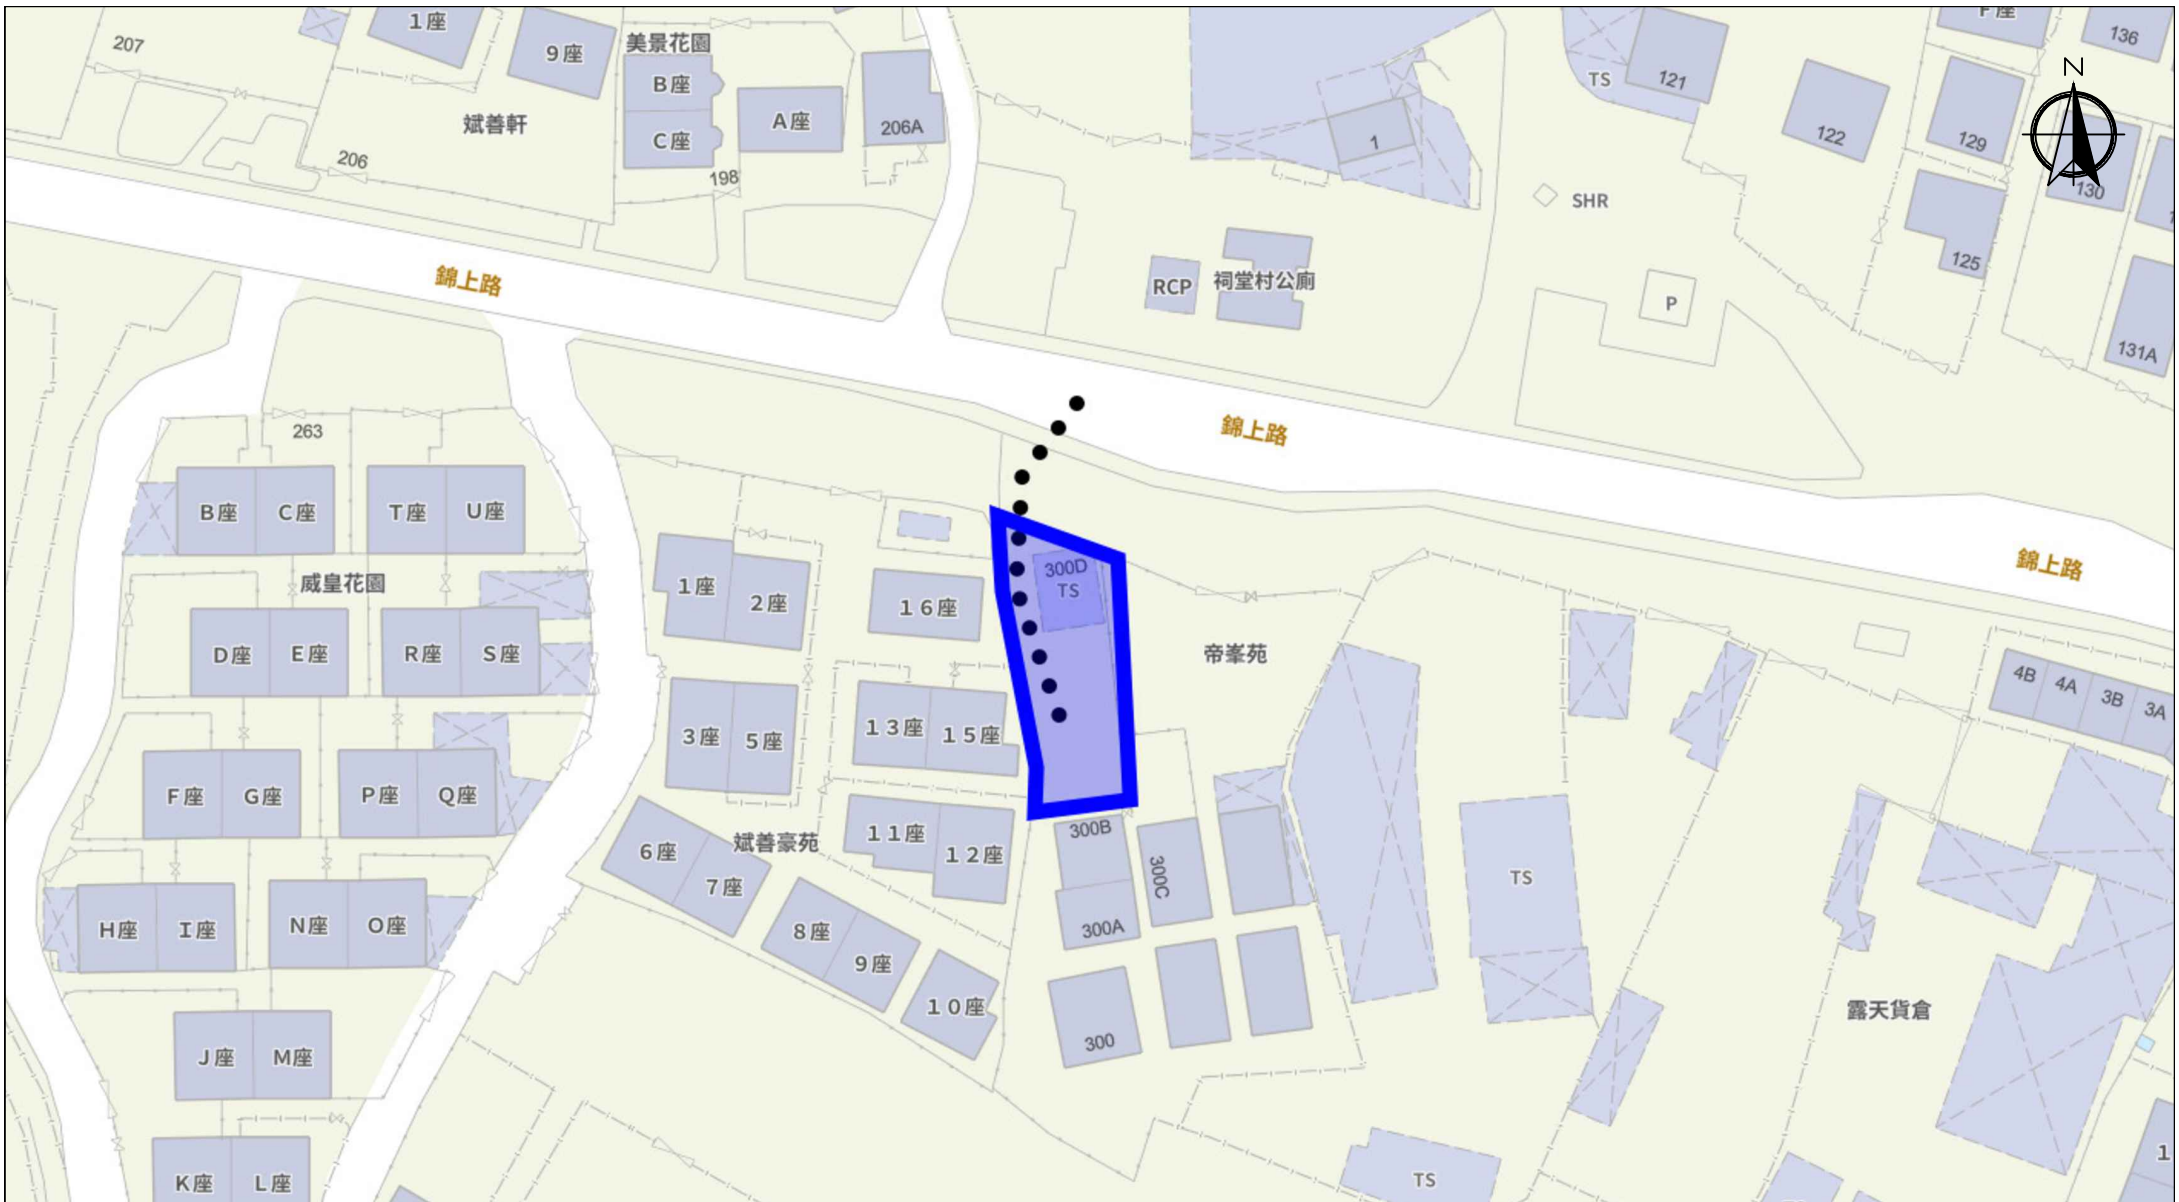 207
1座
9座
美景花園
B座
C座
A座
206A
斌善軒
206
198
F座
136
TS
121
122
129
N
130
125
131A
1
SHR
P
RCP
祠堂村公廁
錦上路
錦上路
錦上路
263
B座
C座
T座
U座
威皇花園
D座
E座
R座
S座
F座
G座
P座
Q座
H座
I座
N座
O座
J座
M座
K座
L座
1座
2座
16座
3座
5座
13座
15座
6座
7座
斌善豪苑
11座
12座
8座
9座
10座
300D
TS
帝峯苑
300B
300A
300C
300
TS
露天貨倉
4B
4A
3B
3A
TS
1